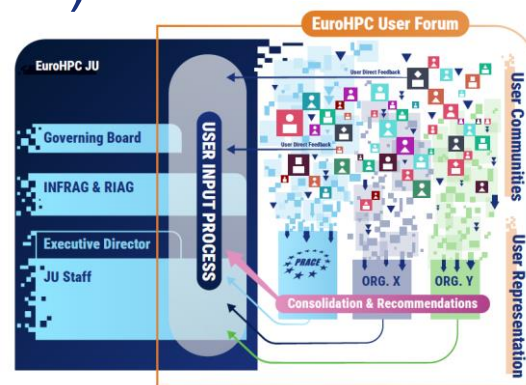 )
EuroHPC User Forum
EuroHPC JU
User Direct Feedback
Governing Board
User Direct Feedback
INFRAG & RIAG
Executive Director
JU Staff
USER INPUT PROCESS
User Communities
User Representation
PRACE
ORG. X
ORG. Y
Consolidation & Recommendations